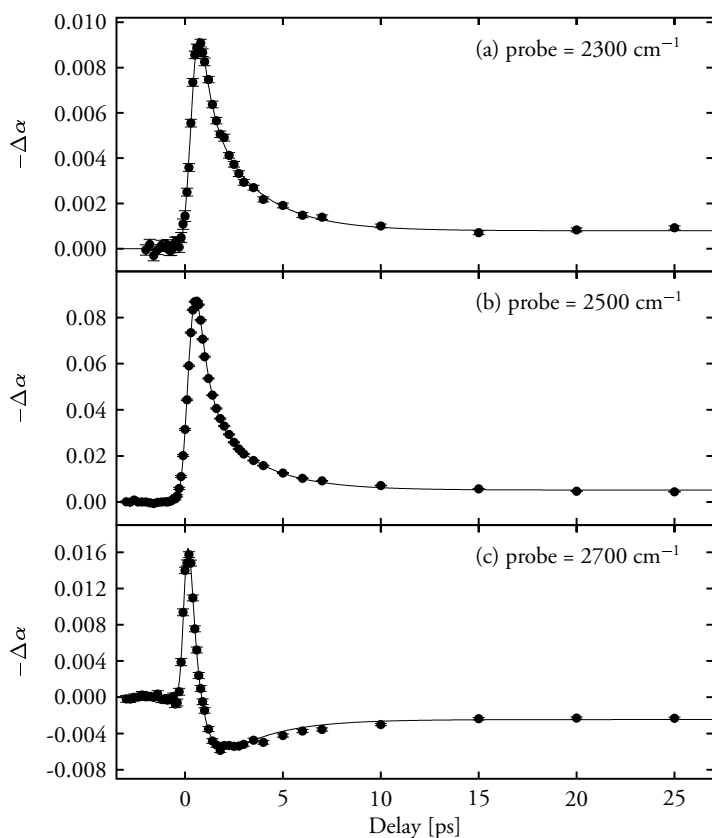 0.010
(a) probe = 2300 cm⁻¹
0.008
0.006
−Δα
0.004
0.002
0.000
(b) probe = 2500 cm⁻¹
0.08
0.06
−Δα
0.04
0.02
0.00
0.016
(c) probe = 2700 cm⁻¹
0.012
0.008
−Δα
0.004
0.000
-0.004
-0.008
0 5 10 15 20 25
Delay [ps]